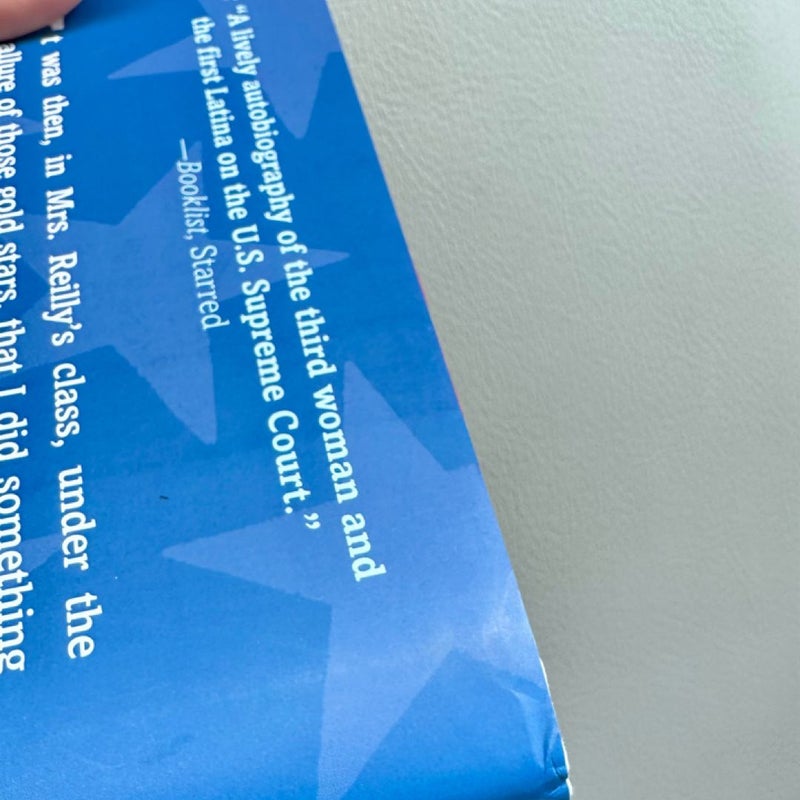 “A lively autobiography of the third woman and
the first Latina on the U.S. Supreme Court.”
—Booklist, Starred
t was then, in Mrs. Reilly’s class, under the
allure of those gold stars, that I did something